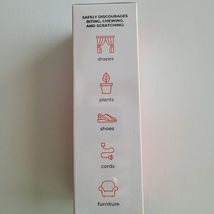 SAFELY DISCOURAGES
BITING, CHEWING,
AND SCRATCHING
drapes
plants
shoes
cords
furniture